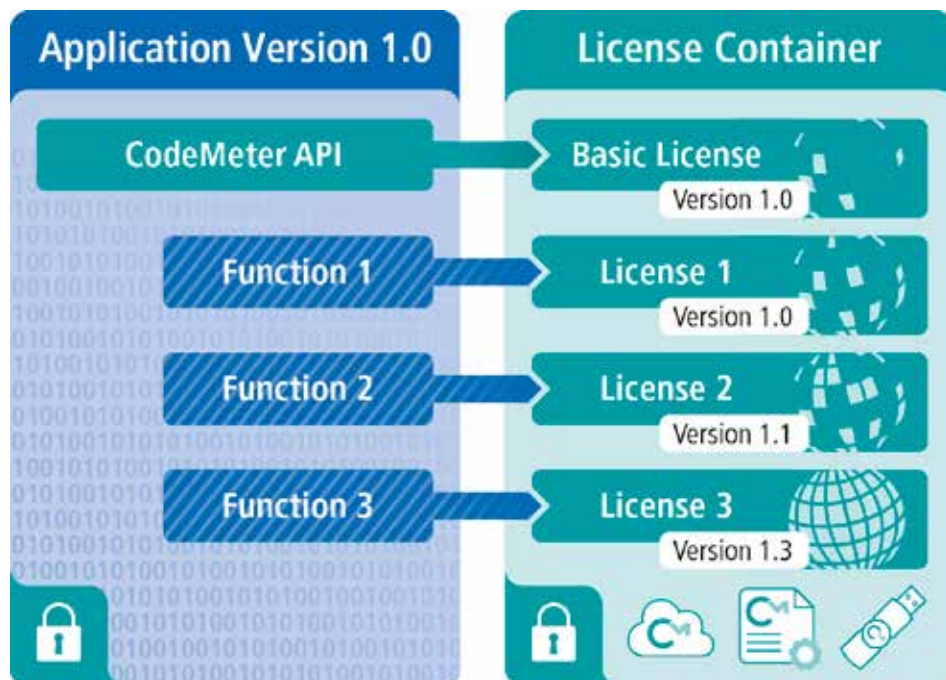 Application Version 1.0
License Container
CodeMeter API
Basic License
Version 1.0
Function 1
License 1
Version 1.0
Function 2
License 2
Version 1.1
Function 3
License 3
Version 1.3